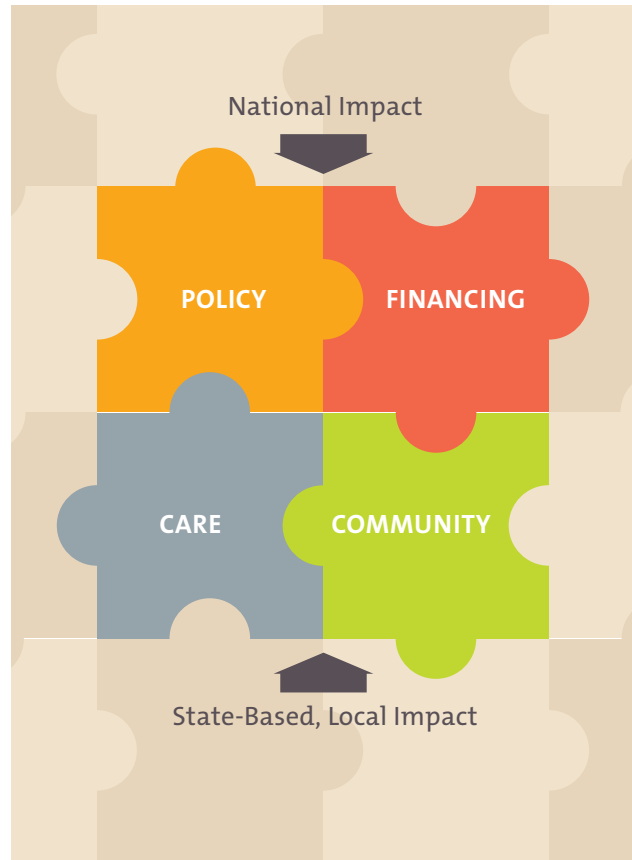 National Impact
POLICY
FINANCING
CARE
COMMUNITY
State-Based, Local Impact